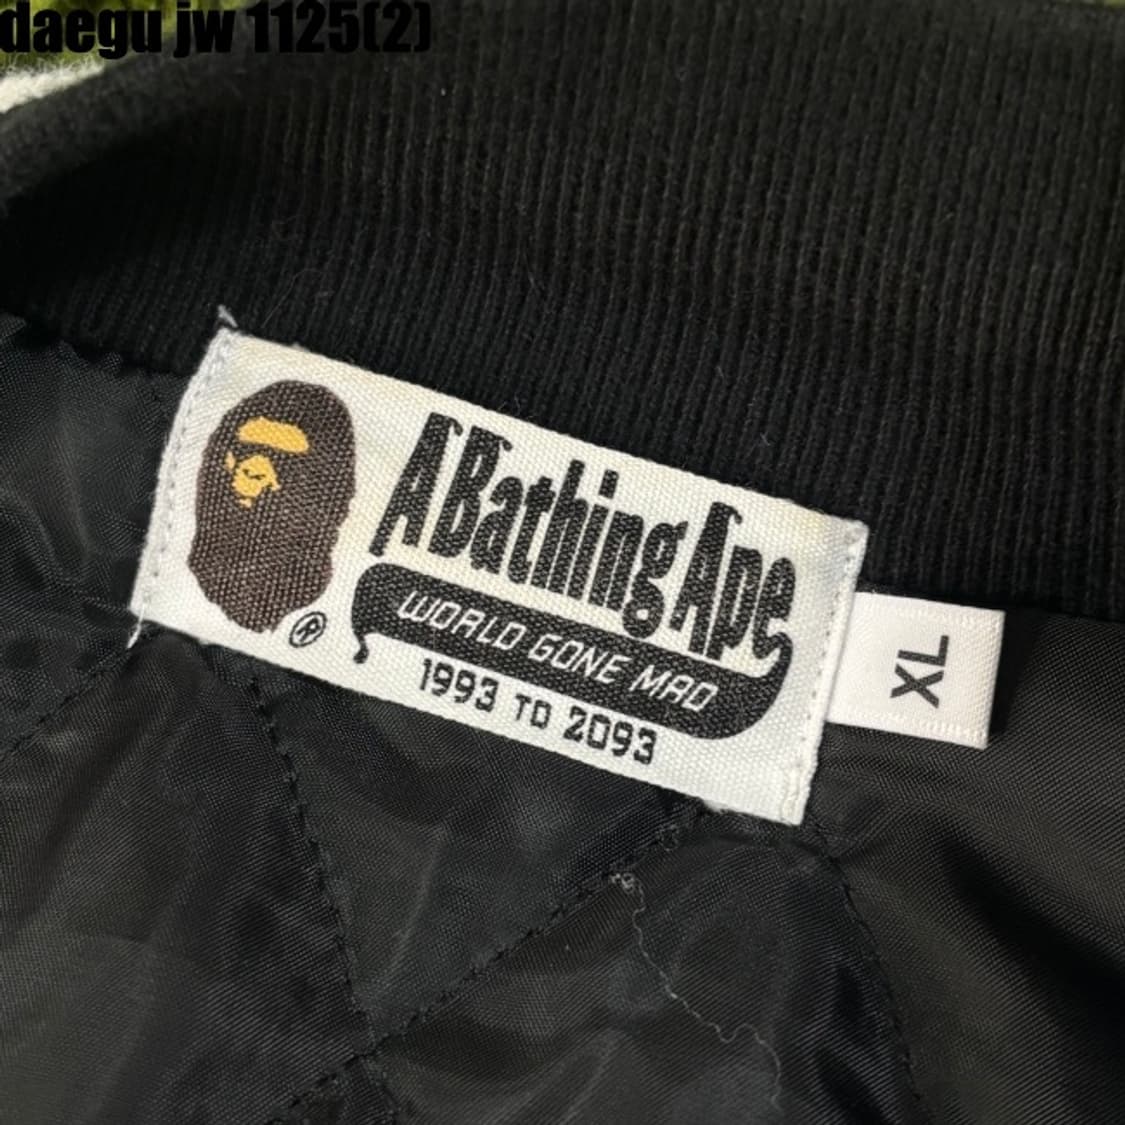 daegu jw 1125(2)
A Bathing Ape
®
WORLD GONE MAD
1993 TO 2093
XL